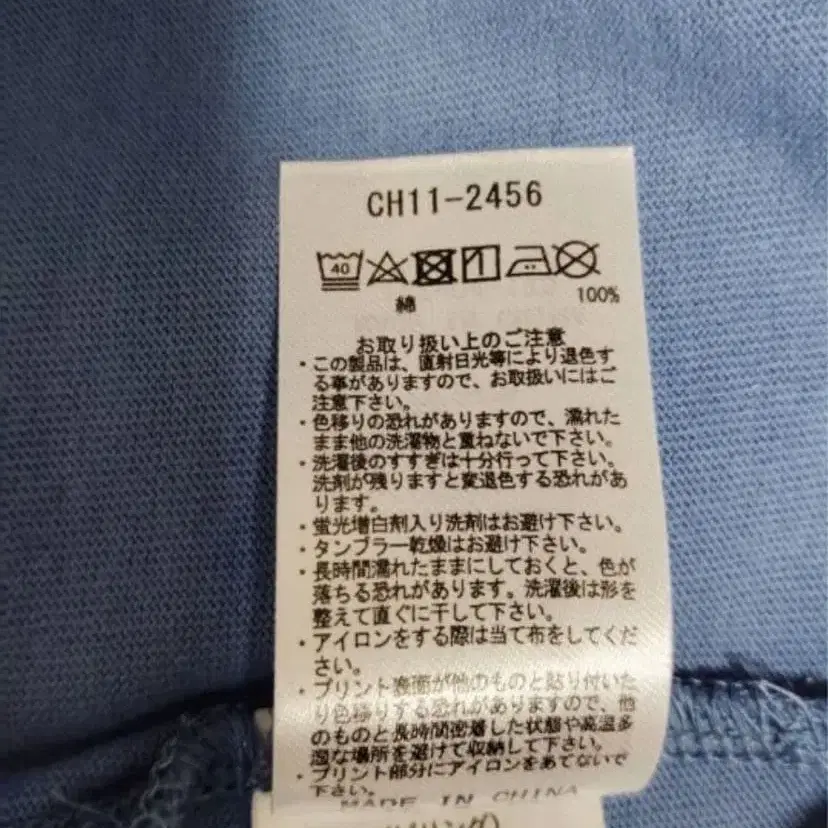 CH11-2456
40
綿 100%
お取り扱い上のご注意
・この製品は、直射日光等により退色す
る事がありますので、お取扱いにはご
注意下さい。
・色移りの恐れがありますので、濡れた
まま他の洗濯物と重ねないで下さい。
・洗濯後のすすぎは十分行って下さい。
洗剤が残りますと変退色する恐れがあ
ります。
・蛍光増白剤入り洗剤はお避け下さい。
・タンブラー乾燥はお避け下さい。
・長時間濡れたままにしておくと、色が
落ちる恐れがあります。洗濯後は形を
整えて直ぐに干して下さい。
・アイロンをする際は当て布をしてくだ
さい。
・プリント表面が他のものと貼り付いた
り色移りする恐れがありますので、他
のものと長時間密着した状態や高温多
湿な場所を避けて収納して下さい。
・プリント部分にアイロンをあてないで
下さい。
MADE IN CHINA